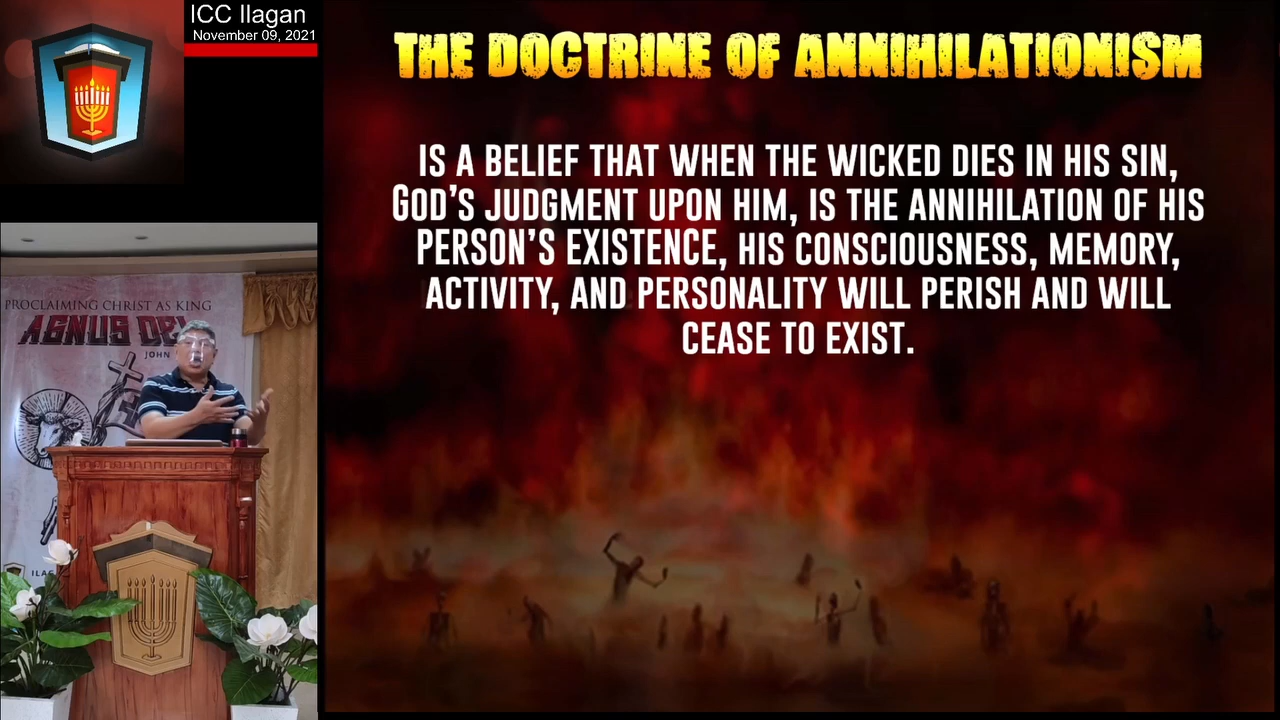 ICC Ilagan
November 09, 2021
THE DOCTRINE OF ANNIHILATIONISM
IS A BELIEF THAT WHEN THE WICKED DIES IN HIS SIN,
GOD'S JUDGMENT UPON HIM, IS THE ANNIHILATION OF HIS
PERSON'S EXISTENCE, HIS CONSCIOUSNESS, MEMORY,
ACTIVITY, AND PERSONALITY WILL PERISH AND WILL
CEASE TO EXIST.
PROCLAIMING CHRIST AS KING
AGNUS
JOHN